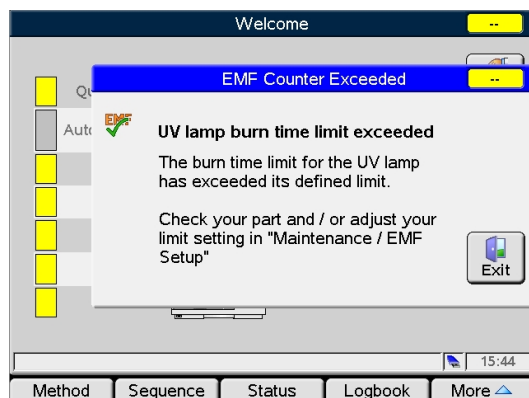 Welcome
--
EMF Counter Exceeded
--
EMF
UV lamp burn time limit exceeded
The burn time limit for the UV lamp
has exceeded its defined limit.
Check your part and / or adjust your
limit setting in "Maintenance / EMF
Setup"
Exit
15:44
Method
Sequence
Status
Logbook
More